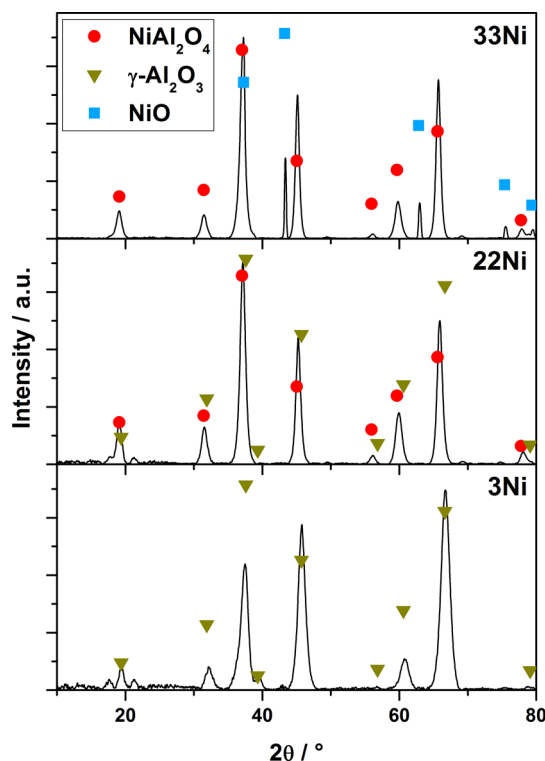 NiAl₂O₄
γ-Al₂O₃
NiO
33Ni
22Ni
3Ni
Intensity / a.u.
20 40 60 80
2θ / °